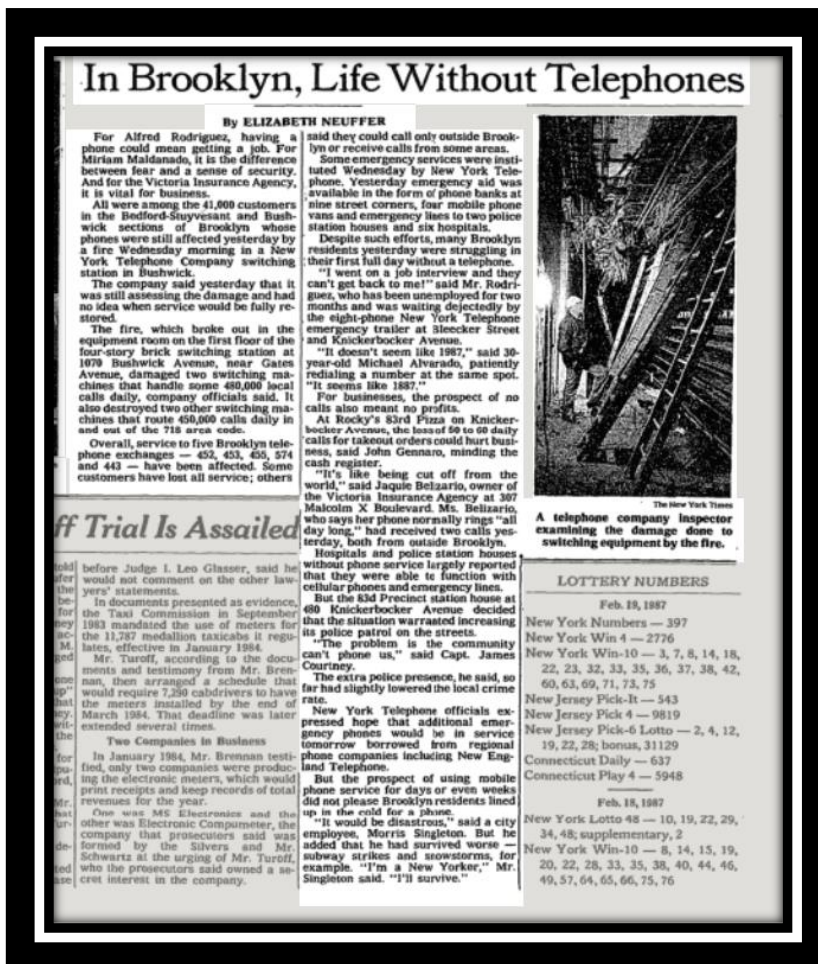 In Brooklyn, Life Without Telephones
By ELIZABETH NEUFFER
For Alfred Rodriguez, having a
phone could mean getting a job. For
Miriam Maldanado, it is the difference
between fear and a sense of security.
And for the Victoria Insurance Agency,
it is vital for business.
All were among the 41,000 customers
in the Bedford-Stuyvesant and Bush-
wick sections of Brooklyn whose
phones were still affected yesterday by
a fire Wednesday morning in a New
York Telephone Company switching
station in Bushwick.
The company said yesterday that it
was still assessing the damage and had
no idea when service would be fully re-
stored.
The fire, which broke out in the
equipment room on the first floor of the
four-story brick switching station at
1070 Bushwick Avenue, near Gates
Avenue, damaged two switching ma-
chines that handle some 480,000 local
calls daily, company officials said. It
also destroyed two other switching ma-
chines that route 450,000 calls daily in
and out of the 718 area code.
Overall, service to five Brooklyn tele-
phone exchanges — 452, 453, 455, 574
and 443 — have been affected. Some
customers have lost all service; others
said they could call only outside Brook-
lyn or receive calls from some areas.
Some emergency services were insti-
tuted Wednesday by New York Tele-
phone. Yesterday emergency aid was
available in the form of phone banks at
nine street corners, four mobile phone
vans and emergency lines to two police
station houses and six hospitals.
Despite such efforts, many Brooklyn
residents yesterday were struggling in
their first full day without a telephone.
"I went on a job interview and they
can't get back to me!" said Mr. Rodri-
guez, who has been unemployed for two
months and was waiting dejectedly by
the eight-phone New York Telephone
emergency trailer at Bleecker Street
and Knickerbocker Avenue.
"It doesn't seem like 1987," said 30-
year-old Michael Alvarado, patiently
redialing a number at the same spot.
"It seems like 1887."
For businesses, the prospect of no
calls also meant no profits.
At Rocky's 83rd Pizza on Knicker-
bocker Avenue, the loss of 50 to 60 daily
calls for takeout orders could hurt busi-
ness, said John Gennaro, minding the
cash register.
"It's like being cut off from the
world," said Jaquie Belizario, owner of
the Victoria Insurance Agency at 307
Malcolm X Boulevard. Ms. Belizario,
who says her phone normally rings "all
day long," had received two calls yes-
terday, both from outside Brooklyn.
Hospitals and police station houses
without phone service largely reported
that they were able to function with
cellular phones and emergency lines.
But the 83d Precinct station house at
480 Knickerbocker Avenue decided
that the situation warranted increasing
its police patrol on the streets.
"The problem is the community
can't phone us," said Capt. James
Courtney.
The extra police presence, he said, so
far had slightly lowered the local crime
rate.
New York Telephone officials ex-
pressed hope that additional emer-
gency phones would be in service
tomorrow borrowed from regional
phone companies including New Eng-
land Telephone.
But the prospect of using mobile
phone service for days or even weeks
did not please Brooklyn residents lined
up in the cold for a phone.
"It would be disastrous," said a city
employee, Morris Singleton. But he
added that he had survived worse —
subway strikes and snowstorms, for
example. "I'm a New Yorker," Mr.
Singleton said. "I'll survive."
The New York Times
A telephone company inspector
examining the damage done to
switching equipment by the fire.
ff Trial Is Assailed
before Judge I. Leo Glasser, said he
would not comment on the other law-
yers' statements.
In documents presented as evidence,
the Taxi Commission in September
1983 mandated the use of meters for
the 11,787 medallion taxicabs it regu-
lates, effective in January 1984.
Mr. Turoff, according to the docu-
ments and testimony from Mr. Bren-
nan, then arranged a schedule that
would require 7,290 cabdrivers to have
the meters installed by the end of
March 1984. That deadline was later
extended several times.
Two Companies in Business
In January 1984, Mr. Brennan testi-
fied, only two companies were produc-
ing the electronic meters, which would
print receipts and keep records of total
revenues for the year.
One was MS Electronics and the
other was Electronic Compumeter, the
company that prosecutors said was
formed by the Silvers and Mr.
Schwartz at the urging of Mr. Turoff,
who the prosecutors said owned a se-
cret interest in the company.
LOTTERY NUMBERS
Feb. 19, 1987
New York Numbers — 397
New York Win 4 — 2776
New York Win-10 — 3, 7, 8, 14, 18,
22, 23, 32, 33, 35, 36, 37, 38, 42,
60, 63, 69, 71, 73, 75
New Jersey Pick-It — 543
New Jersey Pick 4 — 9819
New Jersey Pick-6 Lotto — 2, 4, 12,
19, 22, 28; bonus, 31129
Connecticut Daily — 637
Connecticut Play 4 — 5948
Feb. 18, 1987
New York Lotto 48 — 10, 19, 22, 29,
34, 48; supplementary, 2
New York Win-10 — 8, 14, 15, 19,
20, 22, 28, 33, 35, 38, 40, 44, 46,
49, 57, 64, 65, 66, 75, 76